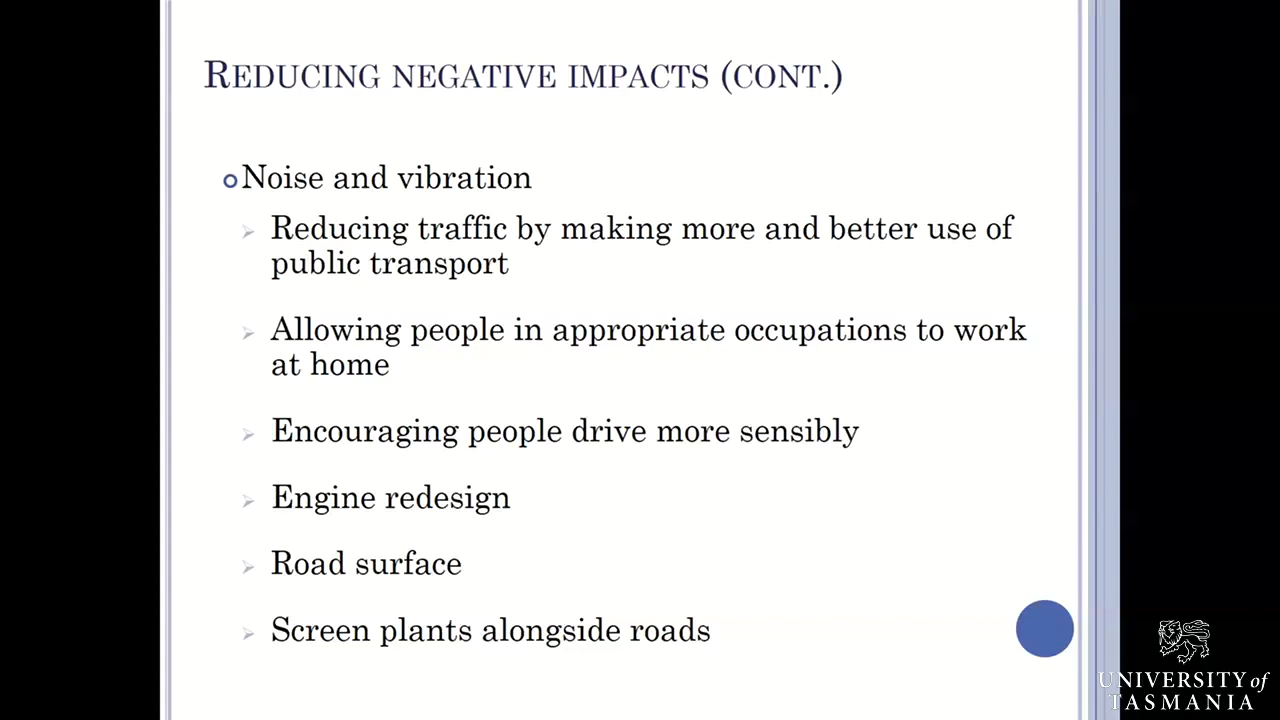 REDUCING NEGATIVE IMPACTS (CONT.)
Noise and vibration
Reducing traffic by making more and better use of
public transport
Allowing people in appropriate occupations to work
at home
Encouraging people drive more sensibly
Engine redesign
Road surface
Screen plants alongside roads
UNIVERSITY of
TASMANIA